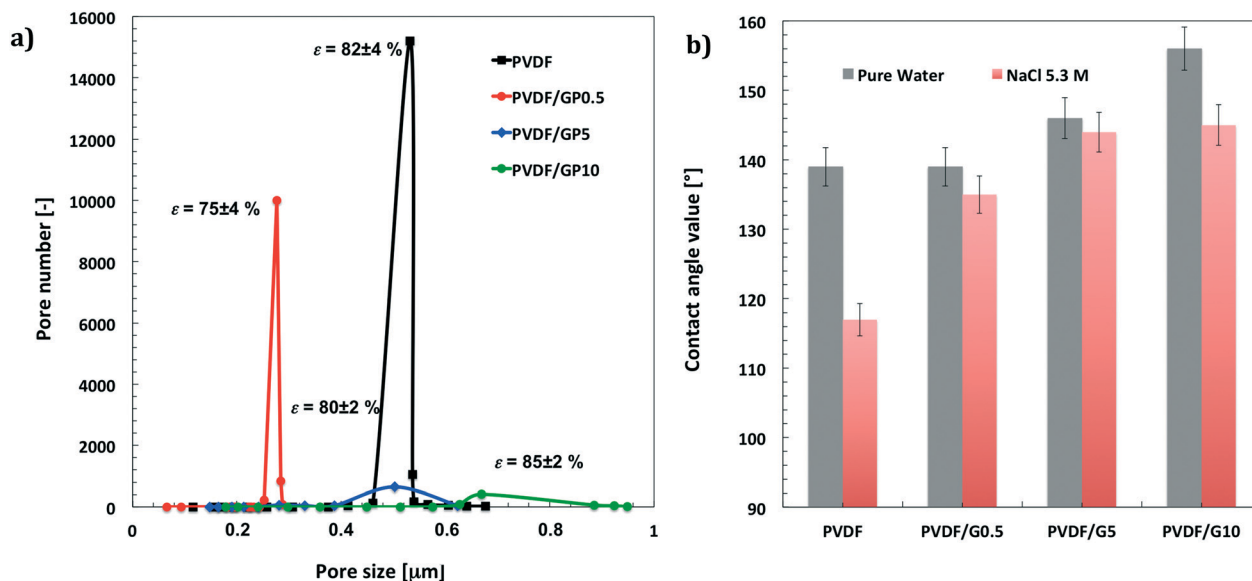 a)
Pore number [-]
16000
14000
12000
10000
8000
6000
4000
2000
0
0
0.2
0.4
0.6
0.8
1
Pore size [μm]
ε = 82±4 %
ε = 75±4 %
ε = 80±2 %
ε = 85±2 %
PVDF
PVDF/GP0.5
PVDF/GP5
PVDF/GP10
b)
Contact angle value [°]
160
150
140
130
120
110
100
90
Pure Water
NaCl 5.3 M
PVDF
PVDF/G0.5
PVDF/G5
PVDF/G10